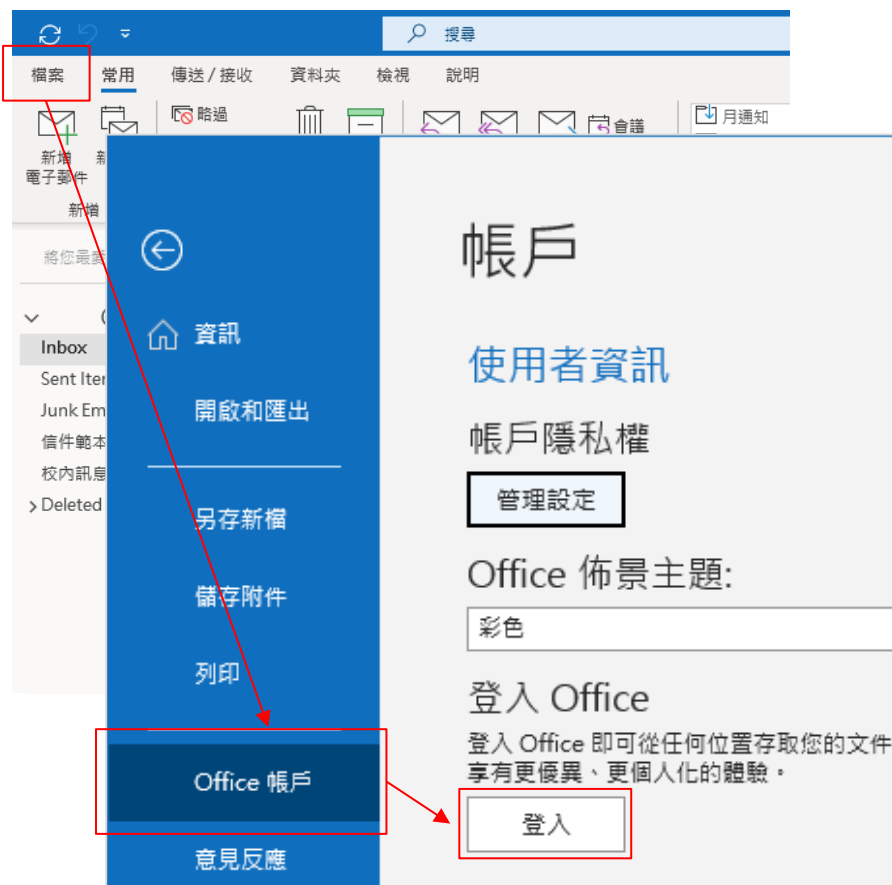 搜尋
檔案 常用 傳送 / 接收 資料夾 檢視 說明
略過
會議
月通知
新增
電子郵件
新增
將您最
Inbox
Sent Iter
Junk Em
信件範本
校內訊息
Deleted
資訊
開啟和匯出
另存新檔
儲存附件
列印
Office 帳戶
意見反應
帳戶
使用者資訊
帳戶隱私權
管理設定
Office 佈景主題:
彩色
登入 Office
登入 Office 即可從任何位置存取您的文件
享有更優異、更個人化的體驗。
登入